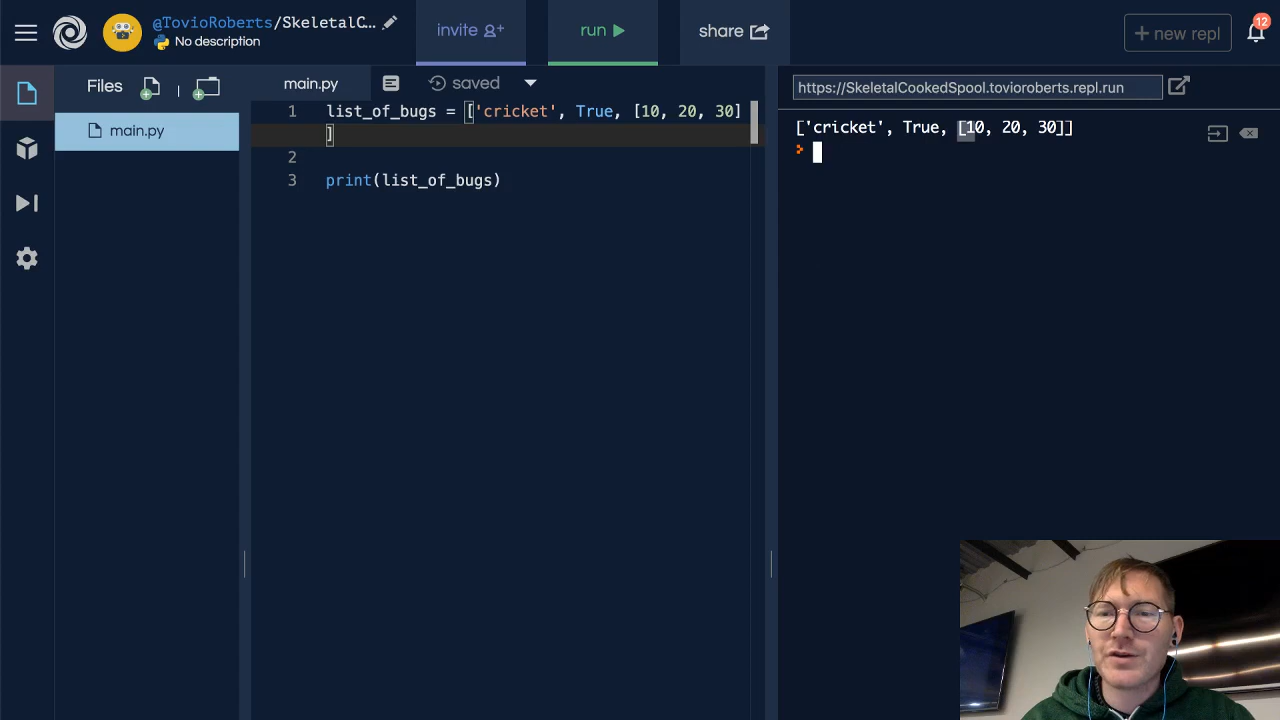 @TovioRoberts/SkeletalC...
No description
invite
run
share
+ new repl
12
Files
main.py
saved
https://SkeletalCookedSpool.tovioroberts.repl.run
main.py
1 list_of_bugs = ['cricket', True, [10, 20, 30]
]
2
3 print(list_of_bugs)
['cricket', True, [10, 20, 30]]